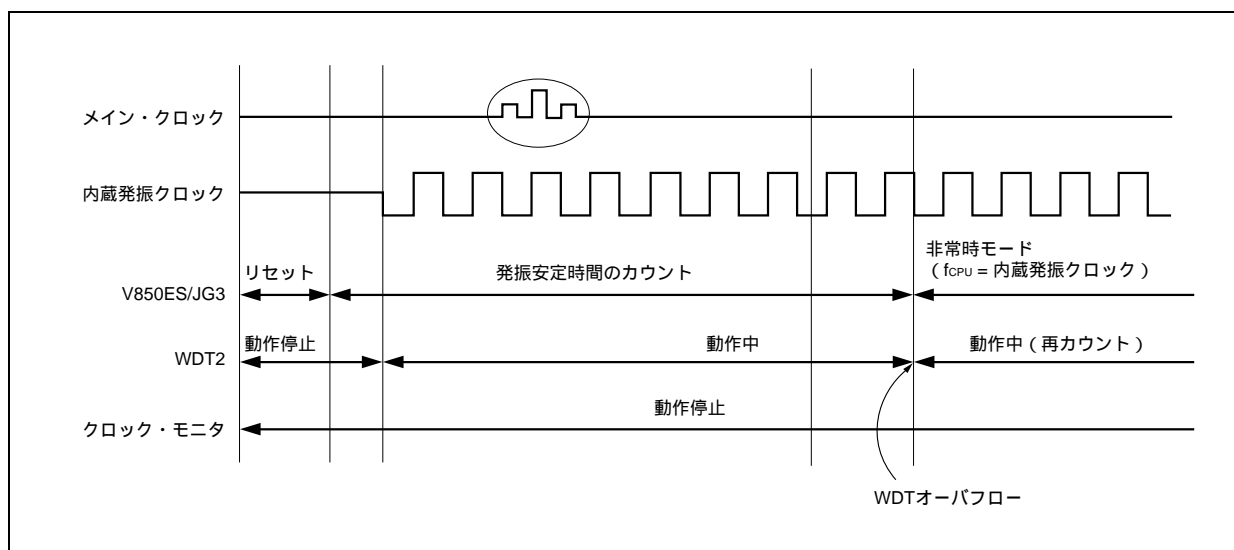 メイン・クロック
内蔵発振クロック
V850ES/JG3
リセット
発振安定時間のカウント
非常時モード
（fCPU = 内蔵発振クロック）
WDT2
動作停止
動作中
動作中（再カウント）
クロック・モニタ
動作停止
WDTオーバフロー